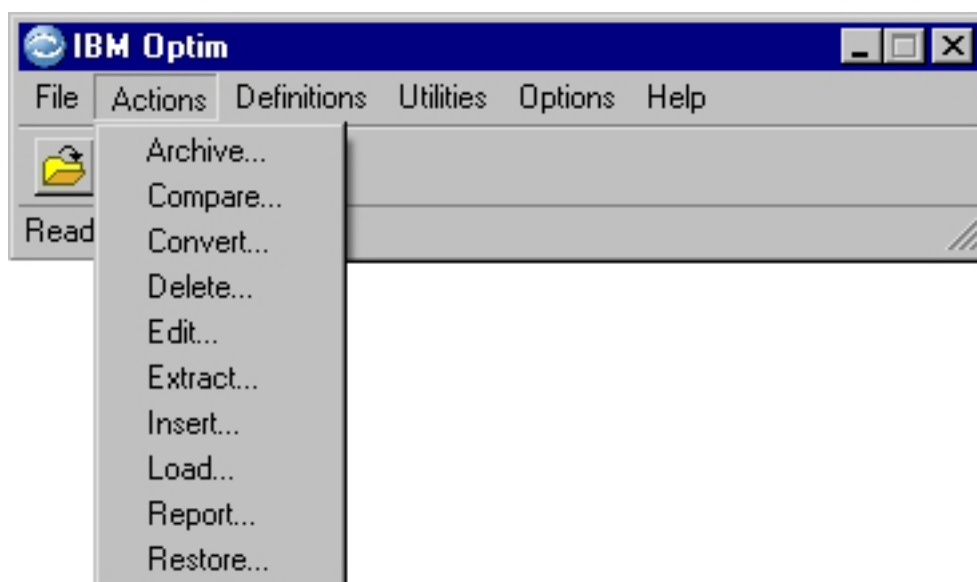 IBM Optim
File Actions Definitions Utilities Options Help
Archive...
Compare...
Read
Convert...
Delete...
Edit...
Extract...
Insert...
Load...
Report...
Restore...